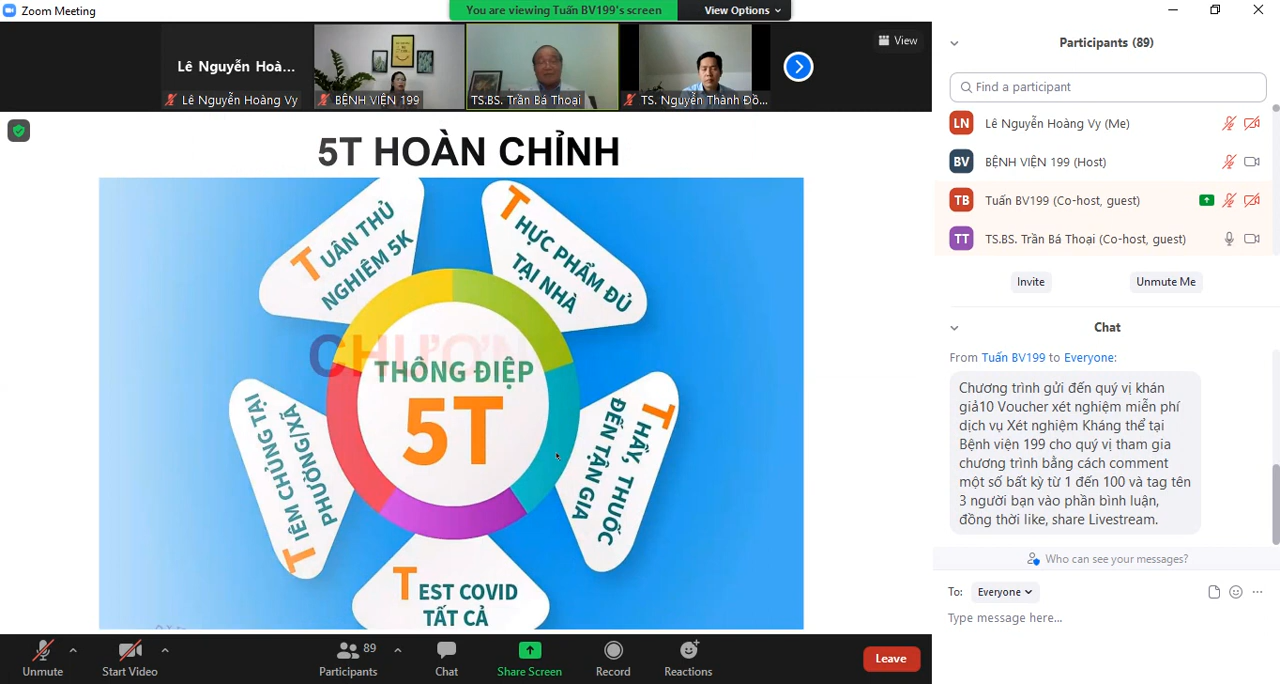 Zoom Meeting
You are viewing Tuấn BV199's screen
View Options
Lê Nguyễn Hoà...
Lê Nguyễn Hoàng Vy
BỆNH VIỆN 199
TS.BS. Trần Bá Thoại
TS. Nguyễn Thành Đồ...
View
5T HOÀN CHỈNH
TUÂN THỦ
NGHIÊM 5K
THỰC PHẨM ĐỦ
TẠI NHÀ
THẦY, THUỐC
ĐẾN TẬN GIA
TEST COVID
TẤT CẢ
TIÊM CHỦNG TẠI
PHƯỜNG/XÃ
CHƯƠN
THÔNG ĐIỆP
5T
Participants (89)
Find a participant
LN Lê Nguyễn Hoàng Vy (Me)
BV BỆNH VIỆN 199 (Host)
TB Tuấn BV199 (Co-host, guest)
TT TS.BS. Trần Bá Thoại (Co-host, guest)
Invite
Unmute Me
Chat
From Tuấn BV199 to Everyone:
Chương trình gửi đến quý vị khán
giả10 Voucher xét nghiệm miễn phí
dịch vụ Xét nghiệm Kháng thể tại
Bệnh viện 199 cho quý vị tham gia
chương trình bằng cách comment
một số bất kỳ từ 1 đến 100 và tag tên
3 người bạn vào phần bình luận,
đồng thời like, share Livestream.
Who can see your messages?
To: Everyone
Type message here...
Unmute
Start Video
89
Participants
Chat
Share Screen
Record
Reactions
Leave